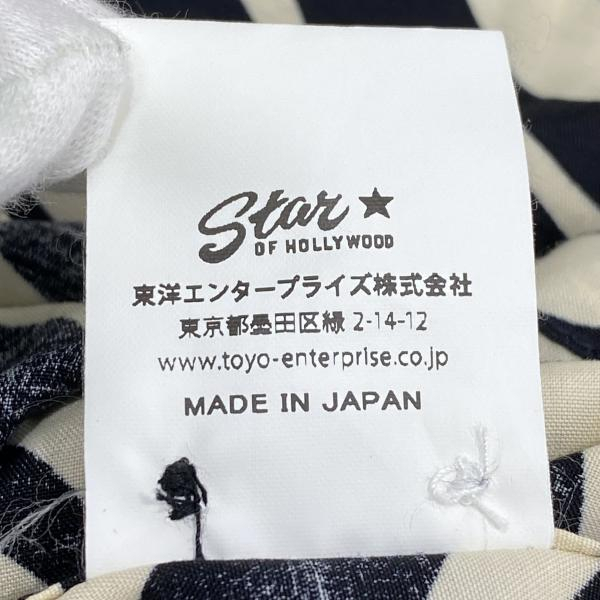 Star ★
OF HOLLYWOOD
東洋エンタープライズ株式会社
東京都墨田区緑 2-14-12
www.toyo-enterprise.co.jp
MADE IN JAPAN